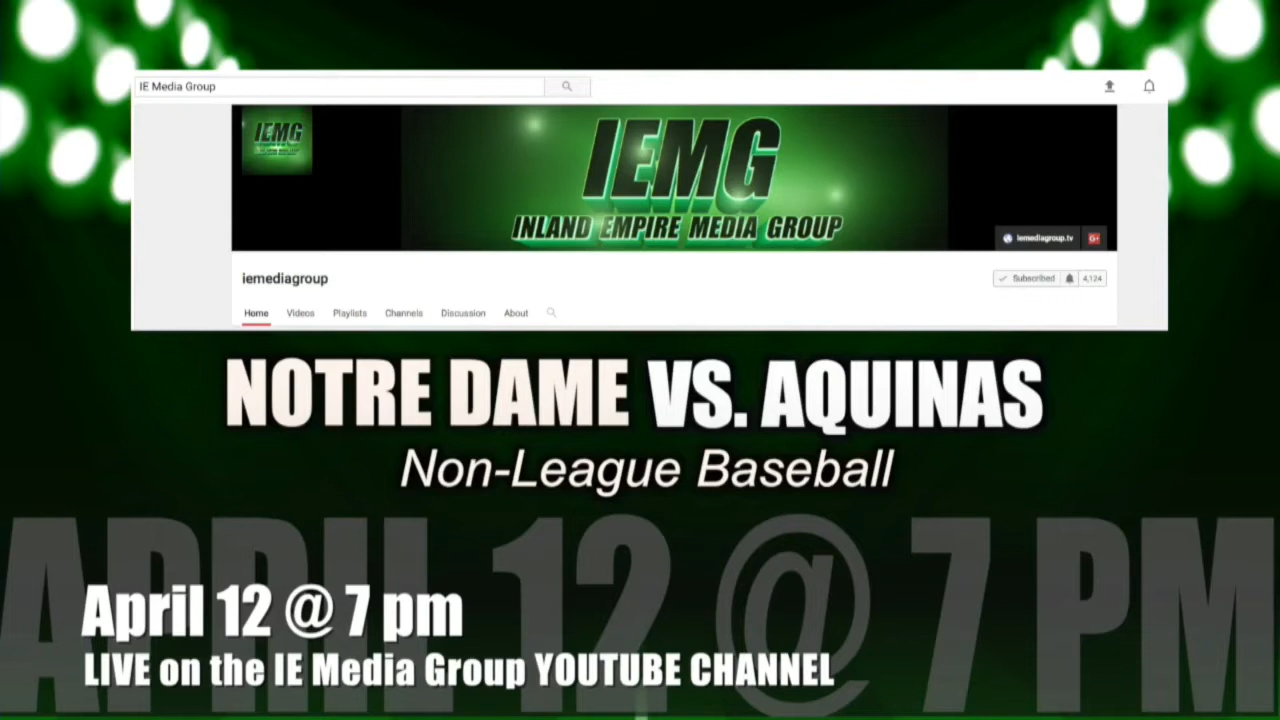 IE Media Group
IEMG
IEMG
INLAND EMPIRE MEDIA GROUP
iemediagroup.tv
G+
iemediagroup
Subscribed 4,124
Home Videos Playlists Channels Discussion About
NOTRE DAME VS. AQUINAS
Non-League Baseball
APRIL 12 @ 7 PM
April 12 @ 7 pm
LIVE on the IE Media Group YOUTUBE CHANNEL